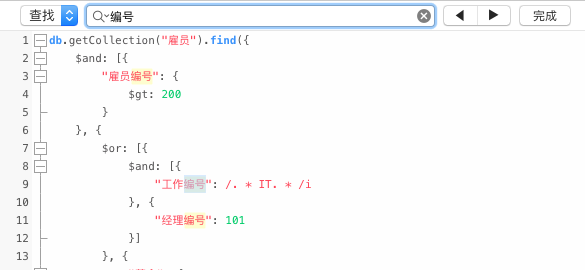 查找 编号 完成
1 db.getCollection("雇员").find({
2 $and: [{
3 "雇员编号": {
4 $gt: 200
5 }
6 }, {
7 $or: [{
8 $and: [{
9 "工作编号": /. * IT. * /i
10 }, {
11 "经理编号": 101
12 }]
13 }, {